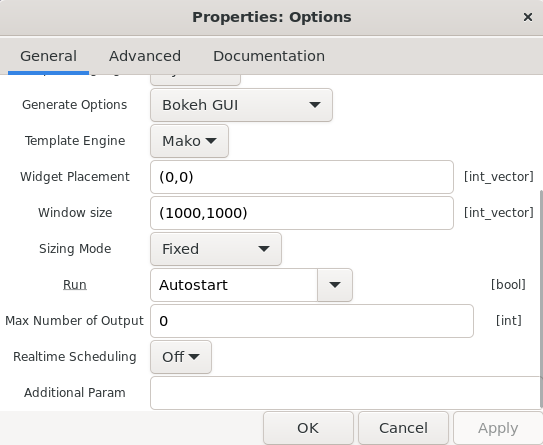 Properties: Options ×
General Advanced Documentation
Generate Options Bokeh GUI
Template Engine Mako
Widget Placement (0,0) [int_vector]
Window size (1000,1000) [int_vector]
Sizing Mode Fixed
Run Autostart [bool]
Max Number of Output 0 [int]
Realtime Scheduling Off
Additional Param
OK Cancel Apply